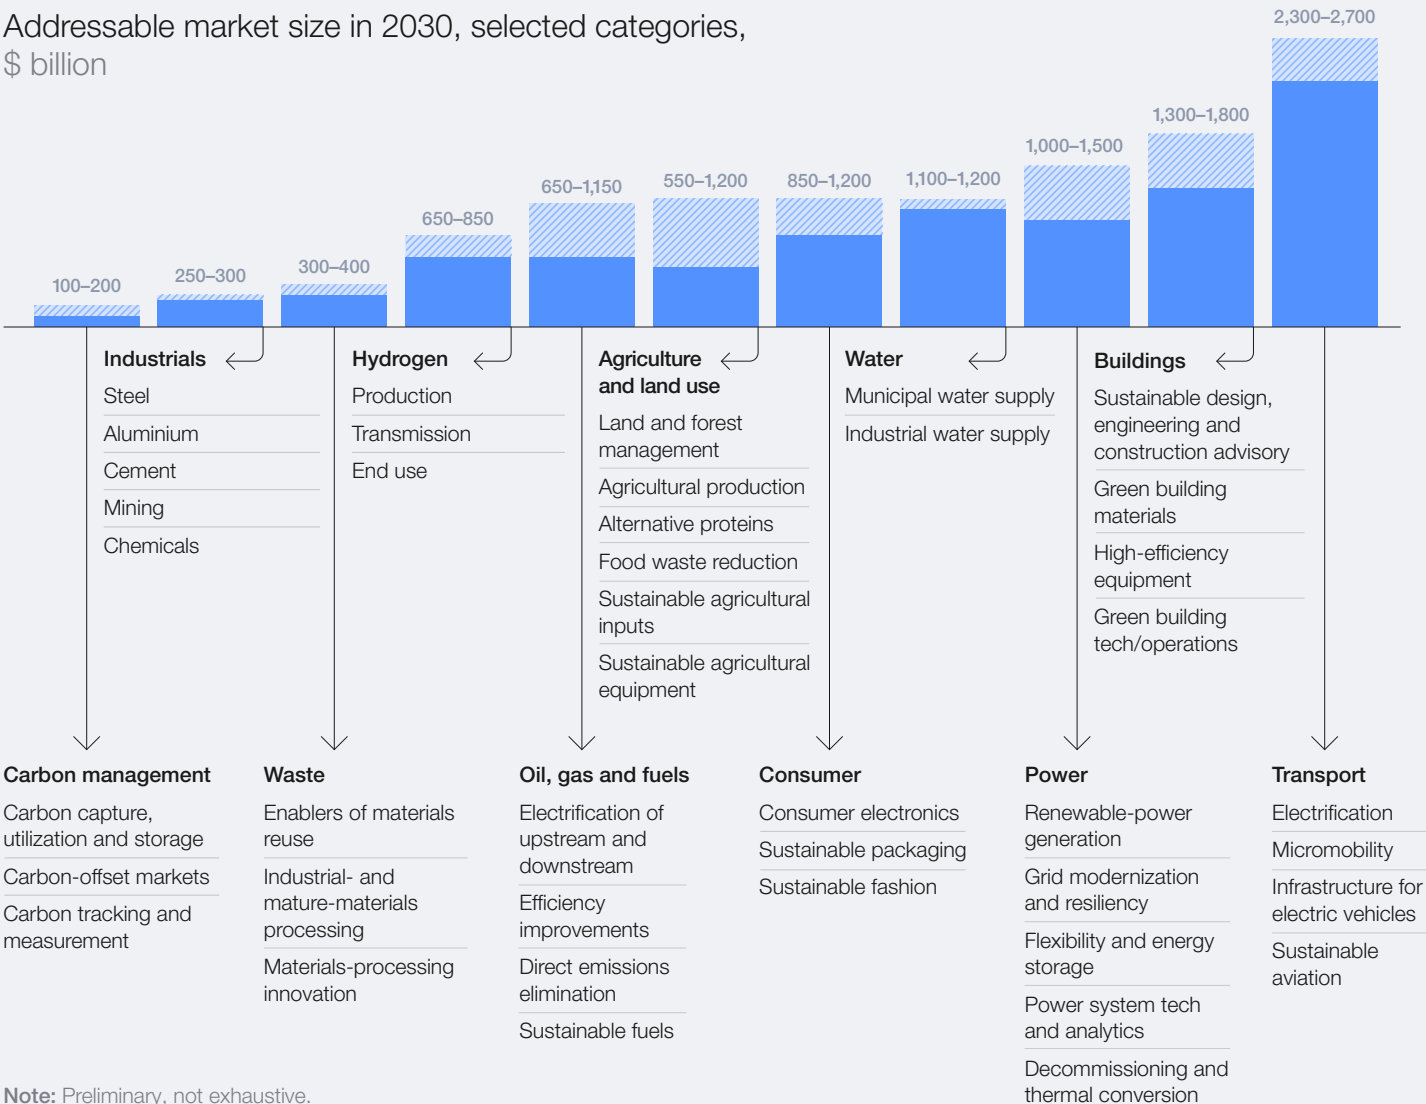 Addressable market size in 2030, selected categories,
$ billion
100–200
250–300
300–400
650–850
650–1,150
550–1,200
850–1,200
1,100–1,200
1,000–1,500
1,300–1,800
2,300–2,700
Industrials
Steel
Aluminium
Cement
Mining
Chemicals
Hydrogen
Production
Transmission
End use
Agriculture
and land use
Land and forest
management
Agricultural production
Alternative proteins
Food waste reduction
Sustainable agricultural
inputs
Sustainable agricultural
equipment
Water
Municipal water supply
Industrial water supply
Buildings
Sustainable design,
engineering and
construction advisory
Green building
materials
High-efficiency
equipment
Green building
tech/operations
Carbon management
Carbon capture,
utilization and storage
Carbon-offset markets
Carbon tracking and
measurement
Waste
Enablers of materials
reuse
Industrial- and
mature-materials
processing
Materials-processing
innovation
Oil, gas and fuels
Electrification of
upstream and
downstream
Efficiency
improvements
Direct emissions
elimination
Sustainable fuels
Consumer
Consumer electronics
Sustainable packaging
Sustainable fashion
Power
Renewable-power
generation
Grid modernization
and resiliency
Flexibility and energy
storage
Power system tech
and analytics
Decommissioning and
thermal conversion
Transport
Electrification
Micromobility
Infrastructure for
electric vehicles
Sustainable
aviation
Note: Preliminary, not exhaustive.